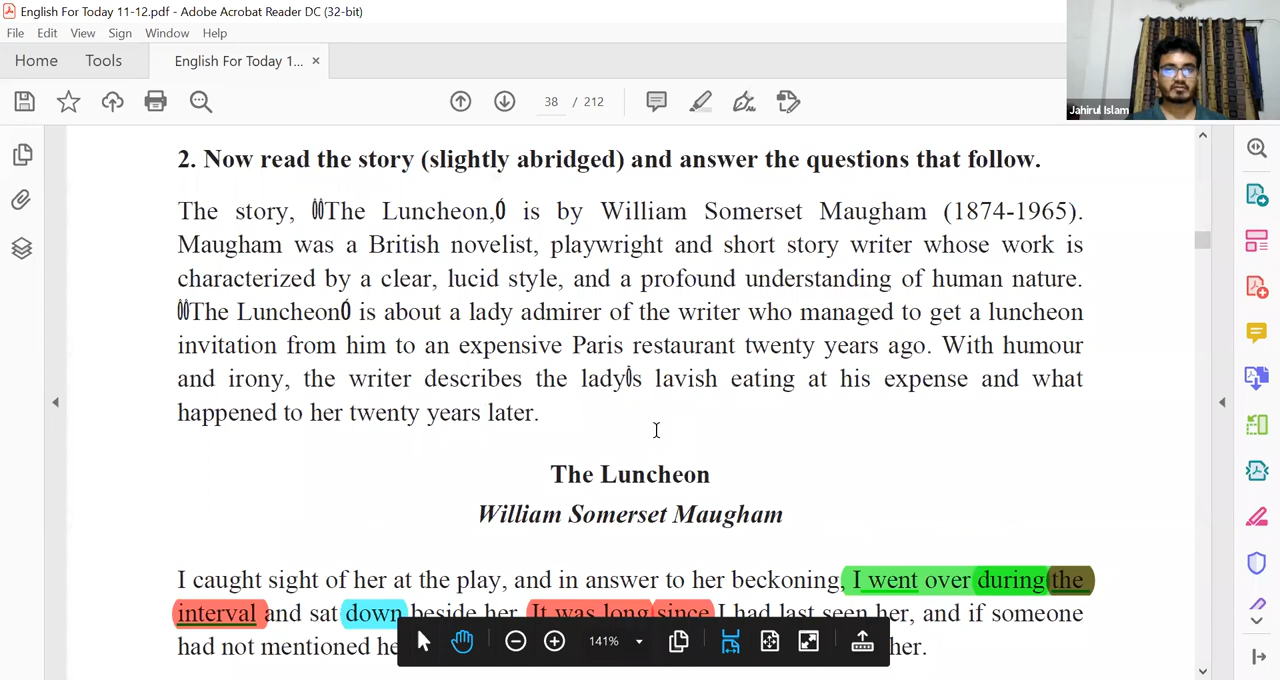 English For Today 11-12.pdf - Adobe Acrobat Reader DC (32-bit)
File Edit View Sign Window Help
Home Tools English For Today 1... ×
38 / 212
Jahirul Islam
2. Now read the story (slightly abridged) and answer the questions that follow.
The story, ÔÔThe Luncheon,Ó is by William Somerset Maugham (1874-1965).
Maugham was a British novelist, playwright and short story writer whose work is
characterized by a clear, lucid style, and a profound understanding of human nature.
ÔÔThe LuncheonÓ is about a lady admirer of the writer who managed to get a luncheon
invitation from him to an expensive Paris restaurant twenty years ago. With humour
and irony, the writer describes the ladyÕs lavish eating at his expense and what
happened to her twenty years later.
The Luncheon
William Somerset Maugham
I caught sight of her at the play, and in answer to her beckoning, I went over during the
interval and sat down beside her. It was long since I had last seen her, and if someone
had not mentioned he her.
141%